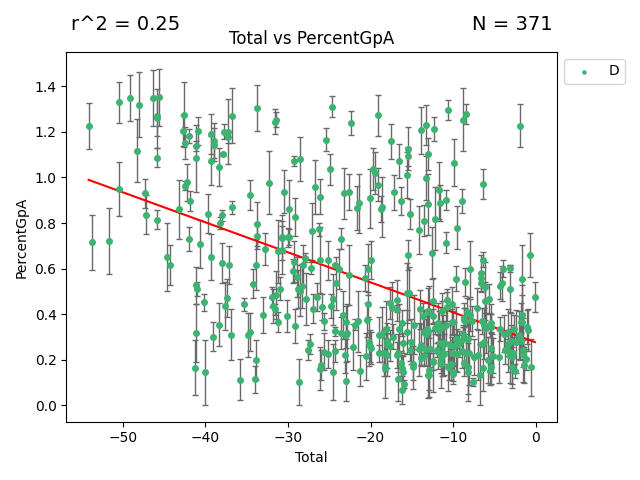 r^2 = 0.25
N = 371
Total vs PercentGpA
D
PercentGpA
1.4
1.2
1.0
0.8
0.6
0.4
0.2
0.0
−50
−40
−30
−20
−10
0
Total